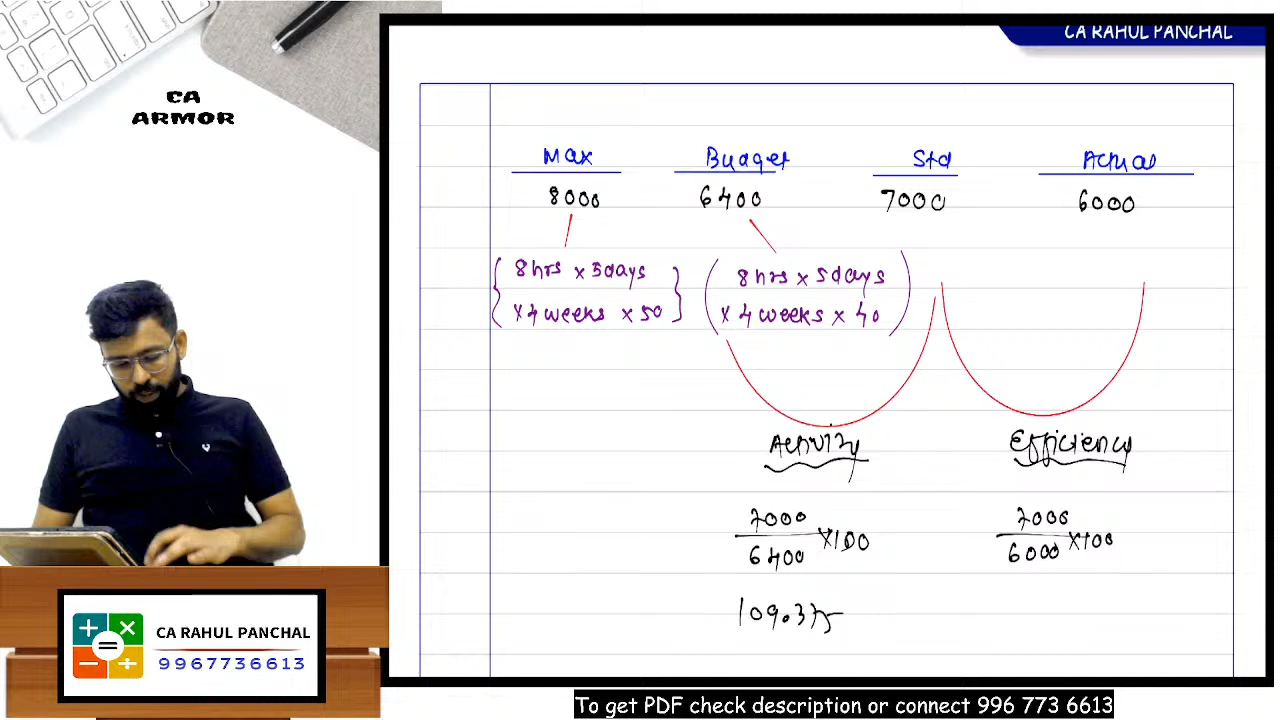 CA RAHUL PANCHAL
CA
ARMOR
Max Budget Std Actual
8000 6400 7000 6000
{ 8 hrs x 5 days } ( 8 hrs x 5 days )
x 4 weeks x 50 x 4 weeks x 40
Activity Efficiency
7000 7000
6400 x100 6000 x100
109.375
CA RAHUL PANCHAL
9967736613
To get PDF check description or connect 996 773 6613